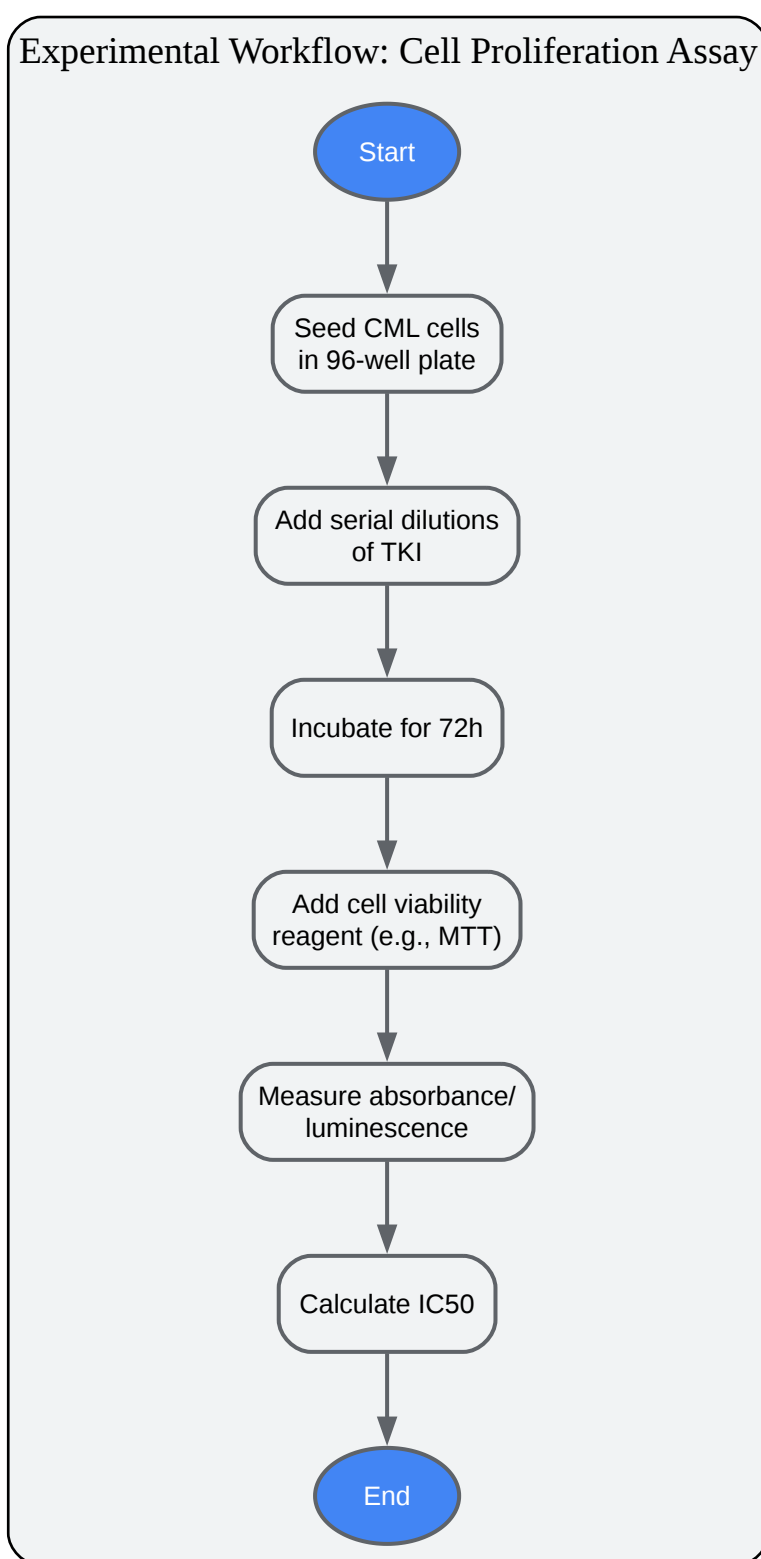 Experimental Workflow: Cell Proliferation Assay
Start
Seed CML cells
in 96-well plate
Add serial dilutions
of TKI
Incubate for 72h
Add cell viability
reagent (e.g., MTT)
Measure absorbance/
luminescence
Calculate IC50
End